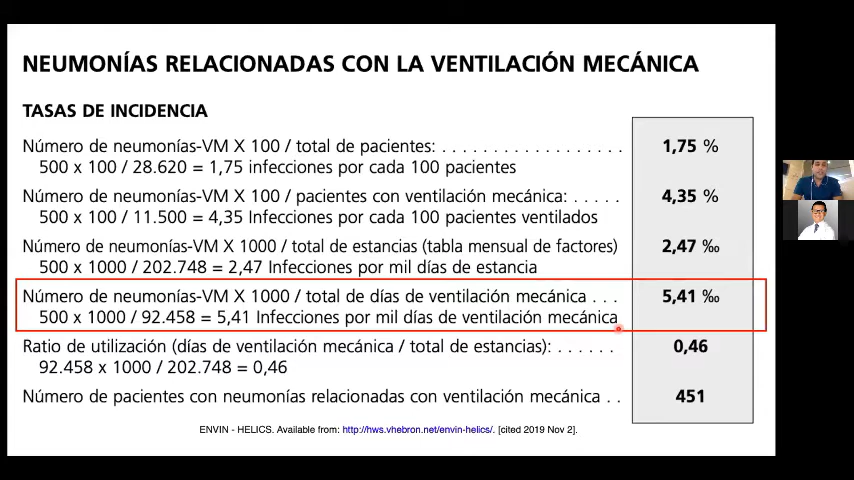 NEUMONÍAS RELACIONADAS CON LA VENTILACIÓN MECÁNICA
TASAS DE INCIDENCIA
Número de neumonías-VM X 100 / total de pacientes: . . . . . . . . . . . . . . . . . . 1,75 %
500 x 100 / 28.620 = 1,75 infecciones por cada 100 pacientes
Número de neumonías-VM X 100 / pacientes con ventilación mecánica: . . . . . 4,35 %
500 x 100 / 11.500 = 4,35 Infecciones por cada 100 pacientes ventilados
Número de neumonías-VM X 1000 / total de estancias (tabla mensual de factores) 2,47 ‰
500 x 1000 / 202.748 = 2,47 Infecciones por mil días de estancia
Número de neumonías-VM X 1000 / total de días de ventilación mecánica . . . 5,41 ‰
500 x 1000 / 92.458 = 5,41 Infecciones por mil días de ventilación mecánica
Ratio de utilización (días de ventilación mecánica / total de estancias): . . . . . . 0,46
92.458 x 1000 / 202.748 = 0,46
Número de pacientes con neumonías relacionadas con ventilación mecánica . . 451
ENVIN - HELICS. Available from: http://hws.vhebron.net/envin-helics/. [cited 2019 Nov 2].